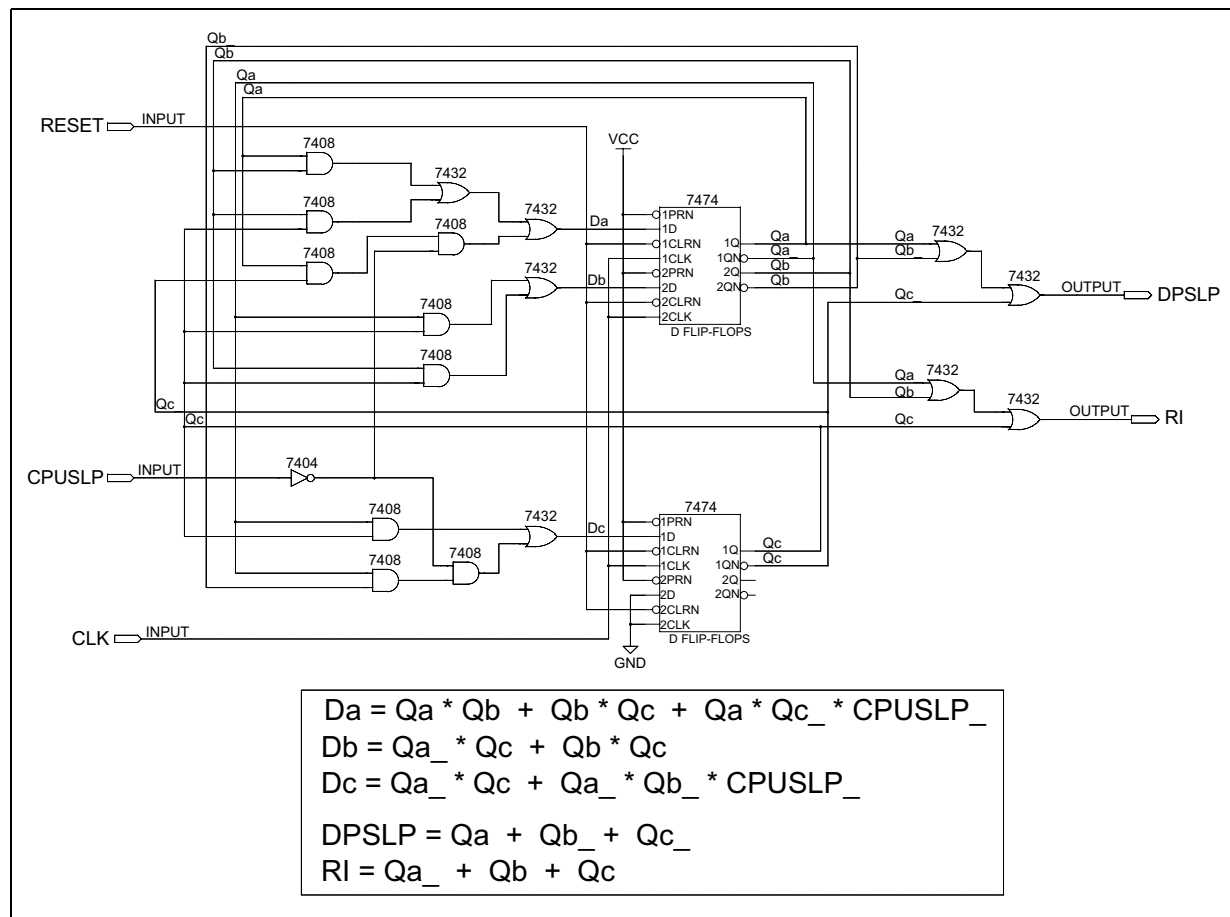 Qb_
Qb
Qa
Qa
RESET INPUT
VCC
7408
7432
7474
7408
7432
7408
Da
1PRN
1D
1CLRN
1CLK
2PRN
2D
2CLRN
2CLK
1Q
1QN
2Q
2QN
D FLIP-FLOPS
Qa
Qa_
Qb
Qb
Qa
Qb_
7432
7432
OUTPUT
DPSLP
Qc_
7408
7432
Db
7408
7408
Qa
Qb
7432
7432
OUTPUT
RI
Qc
Qc
Qc
CPUSLP INPUT
7404
7408
7432
7408
7408
Dc
7474
1PRN
1D
1CLRN
1CLK
2PRN
2D
2CLRN
2CLK
1Q
1QN
2Q
2QN
D FLIP-FLOPS
Qc
Qc
CLK INPUT
GND
Da = Qa * Qb + Qb * Qc + Qa * Qc_ * CPUSLP_
Db = Qa_ * Qc + Qb * Qc
Dc = Qa_ * Qc + Qa_ * Qb_ * CPUSLP_
DPSLP = Qa + Qb_ + Qc_
RI = Qa_ + Qb + Qc